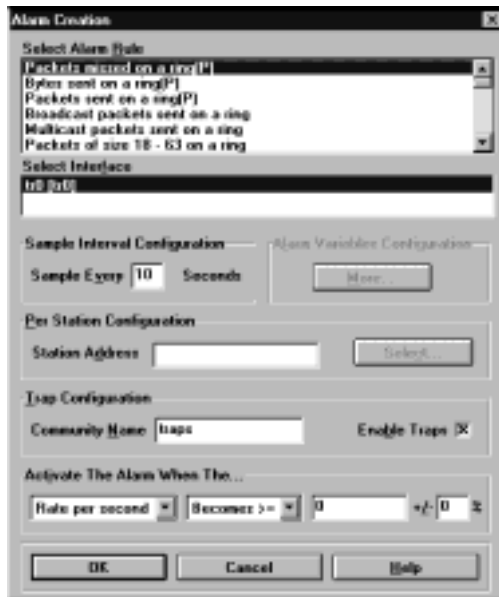 Alarm Creation
Select Alarm Rule
Packets missed on a ring(P)
Bytes sent on a ring(P)
Packets sent on a ring(P)
Broadcast packets sent on a ring
Multicast packets sent on a ring
Packets of size 18 - 63 on a ring
Select Interface
tr0 [tr0]
Sample Interval Configuration
Alarm Variables Configuration
Sample Every 10 Seconds
More...
Per Station Configuration
Station Address
Select...
Trap Configuration
Community Name traps
Enable Traps
Activate The Alarm When The...
Rate per second Becomes >= 0 +/- 0 %
OK Cancel Help